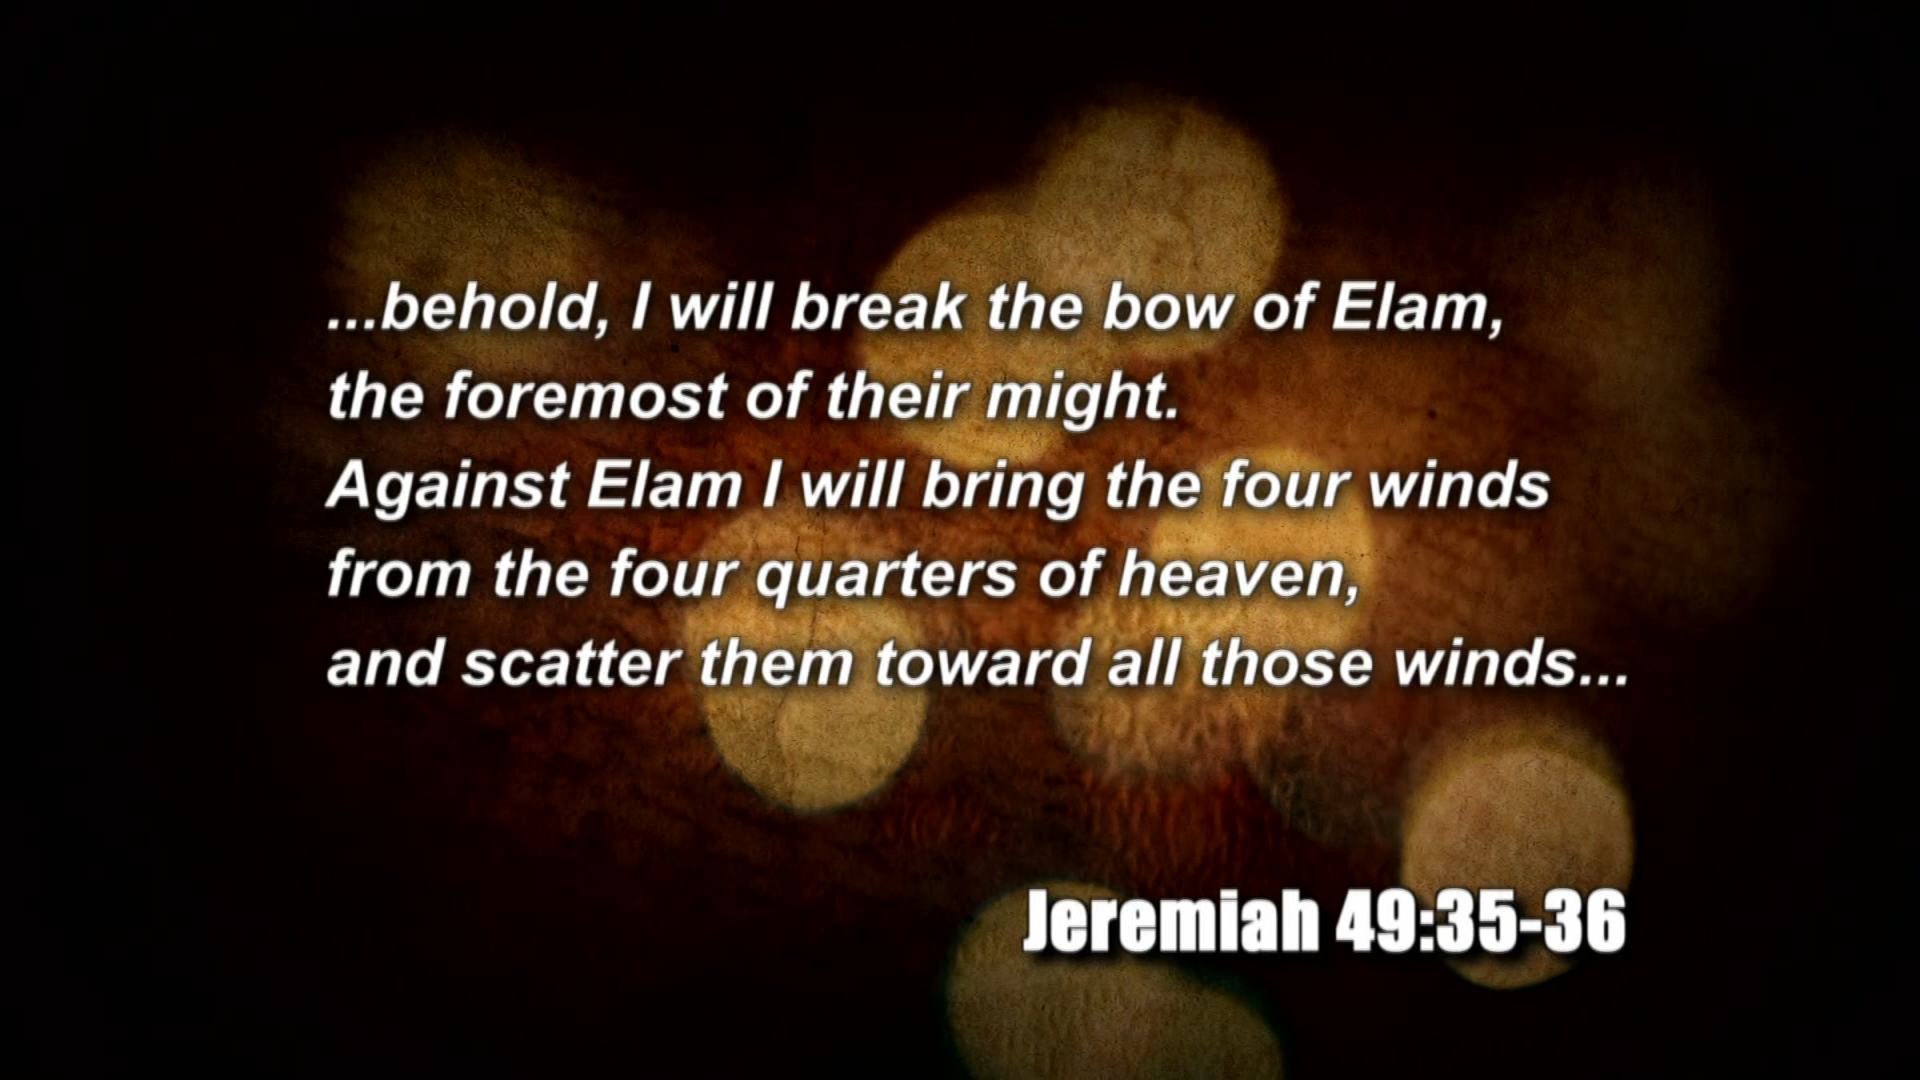 ...behold, I will break the bow of Elam,
the foremost of their might.
Against Elam I will bring the four winds
from the four quarters of heaven,
and scatter them toward all those winds...
Jeremiah 49:35-36